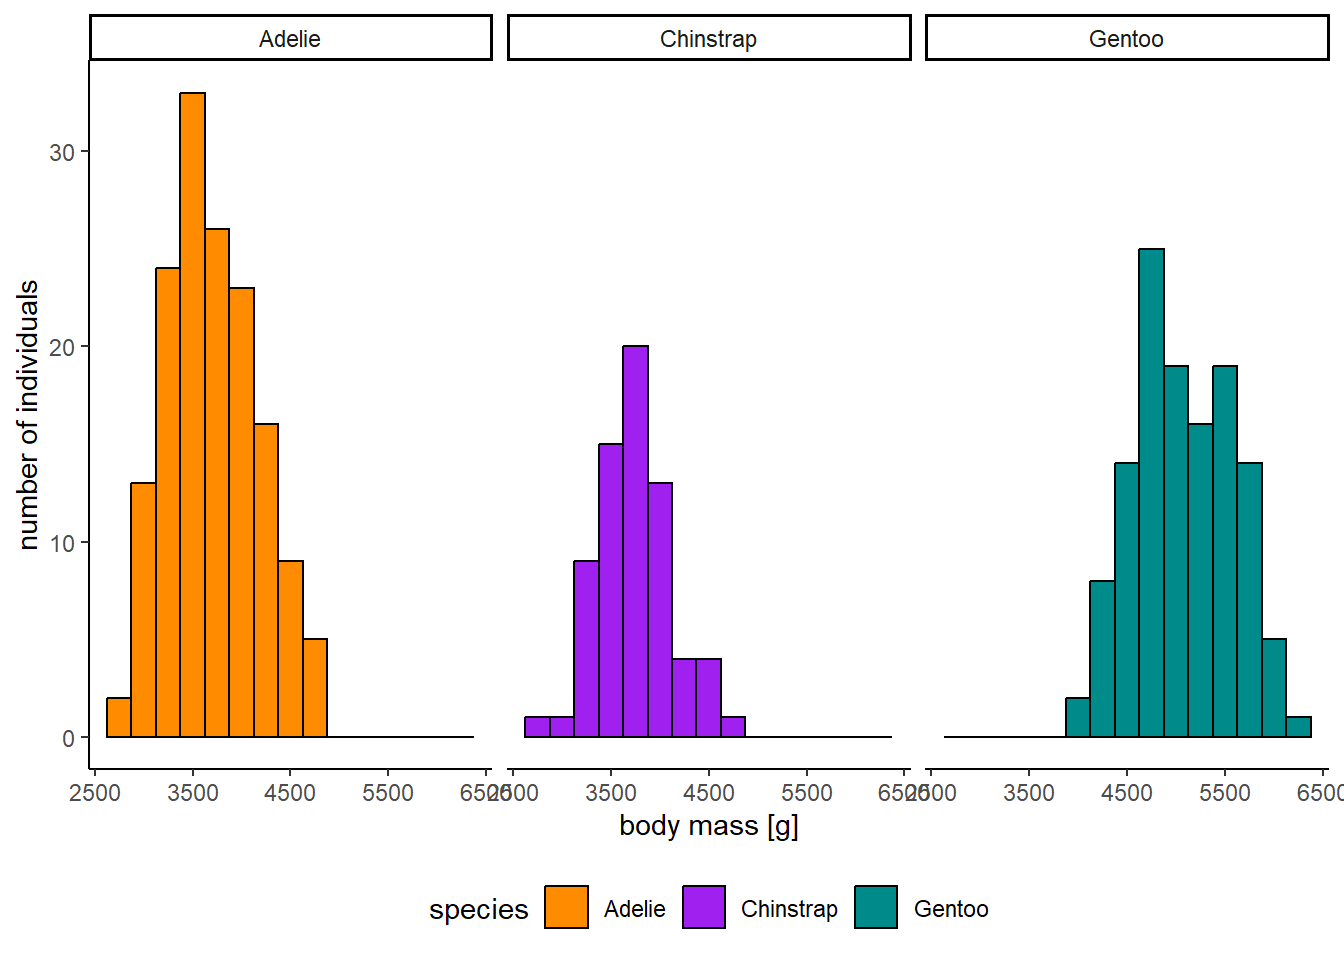 Adelie Chinstrap Gentoo
number of individuals
30
20
10
0
2500 3500 4500 5500 6500 2500 3500 4500 5500 6500 2500 3500 4500 5500 6500
body mass [g]
species Adelie Chinstrap Gentoo